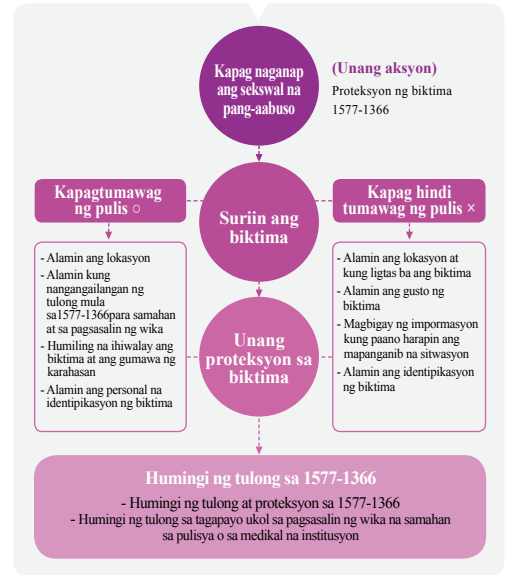 Kapag naganap
ang sekswal na
pang-aabuso
(Unang aksyon)
Proteksyon ng biktima
1577-1366
Kapagtumawag
ng pulis ○
Suriin ang
biktima
Kapag hindi
tumawag ng pulis ×
- Alamin ang lokasyon
- Alamin kung
nangangailangan ng
tulong mula
sa1577-1366para samahan
at sa pagsasalin ng wika
- Humiling na ihiwalay ang
biktima at ang gumawa ng
karahasan
- Alamin ang personal na
identipikasyon ng biktima
Unang
proteksyon sa
biktima
- Alamin ang lokasyon at
kung ligtas ba ang biktima
- Alamin ang gusto ng
biktima
- Magbigay ng impormasyon
kung paano harapin ang
mapanganib na sitwasyon
- Alamin ang identipikasyon
ng biktima
Humingi ng tulong sa 1577-1366
- Humingi ng tulong at proteksyon sa 1577-1366
- Humingi ng tulong sa tagapayo ukol sa pagsasalin ng wika na samahan
sa pulisya o sa medikal na institusyon